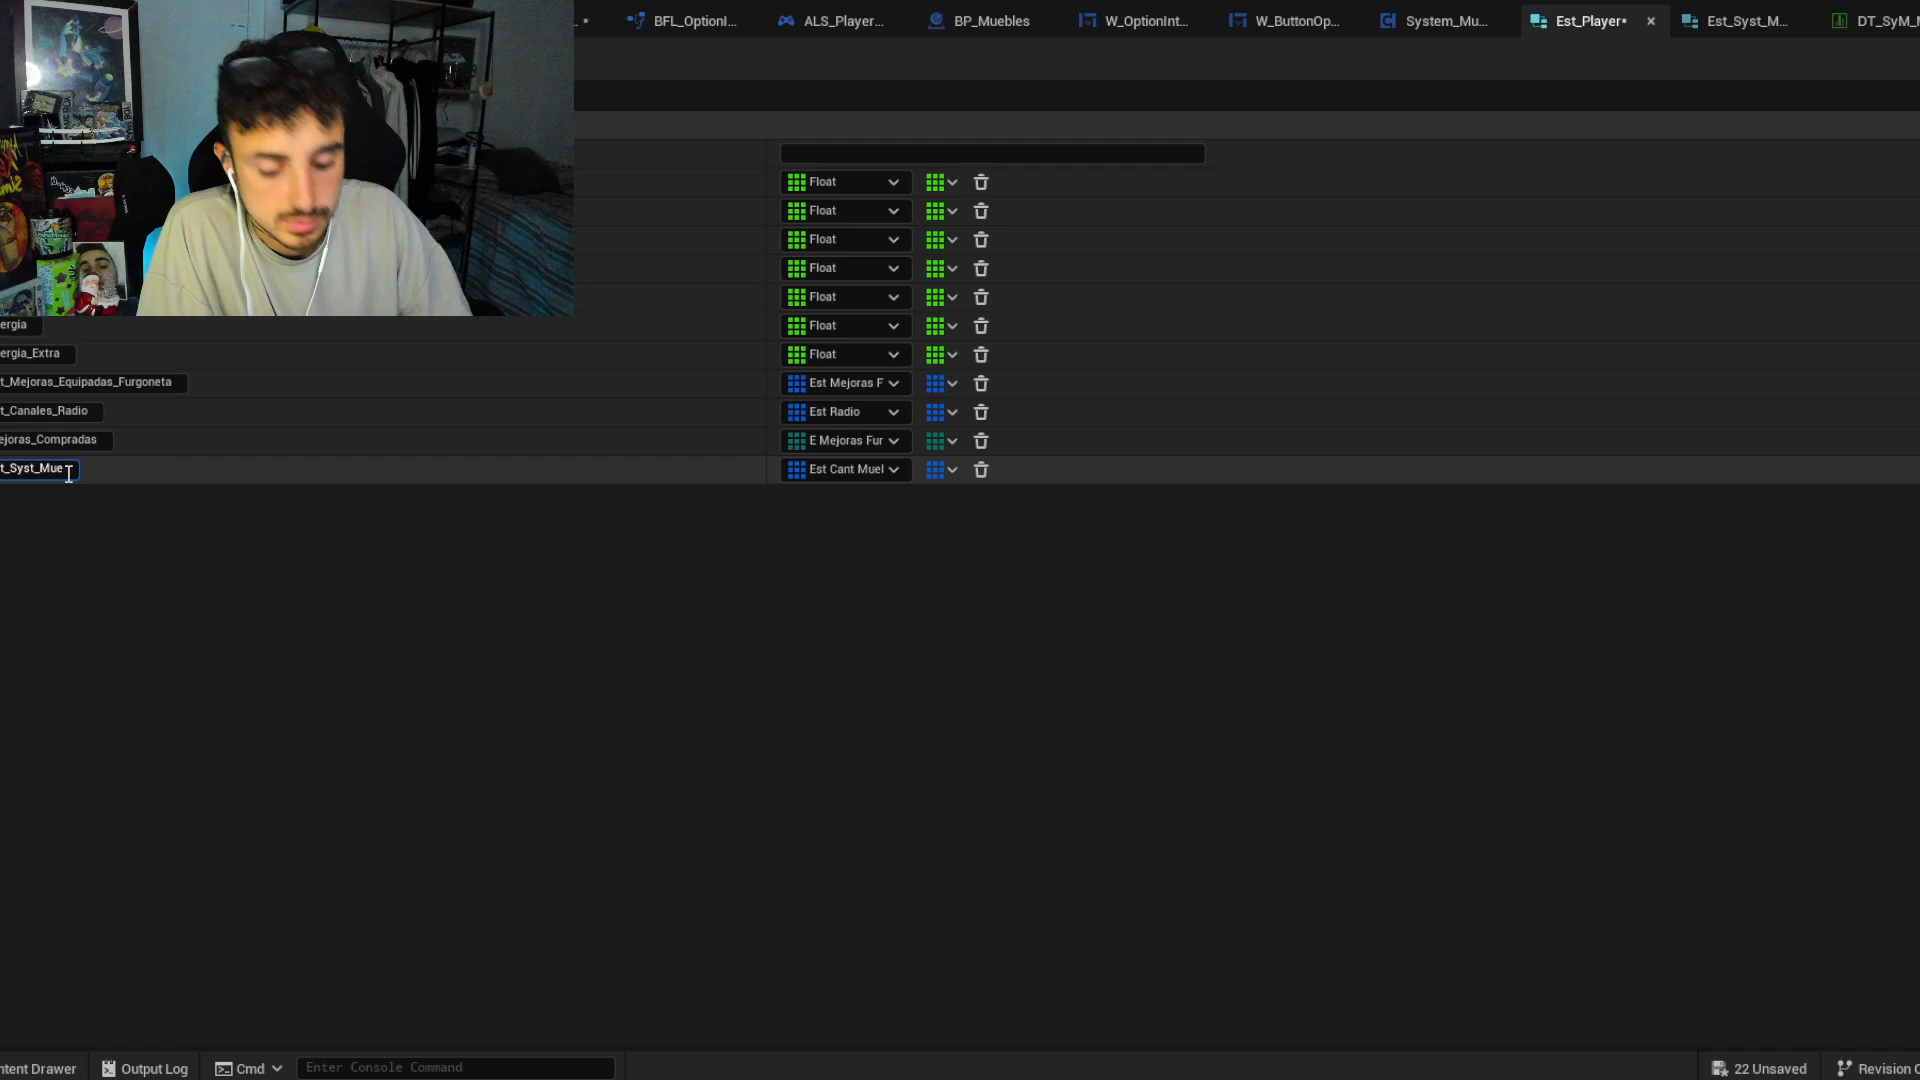 BFL_OptionI...
ALS_Player...
BP_Muebles
W_OptionInt...
W_ButtonOp...
System_Mu...
Est_Player*
Est_Syst_M...
DT_SyM_
Float
Float
Float
Float
Float
ergia
Float
ergia_Extra
Float
t_Mejoras_Equipadas_Furgoneta
Est Mejoras F
t_Canales_Radio
Est Radio
ejoras_Compradas
E Mejoras Fur
t_Syst_Mue
Est Cant Muel
ntent Drawer
Output Log
Cmd
Enter Console Command
22 Unsaved
Revision C